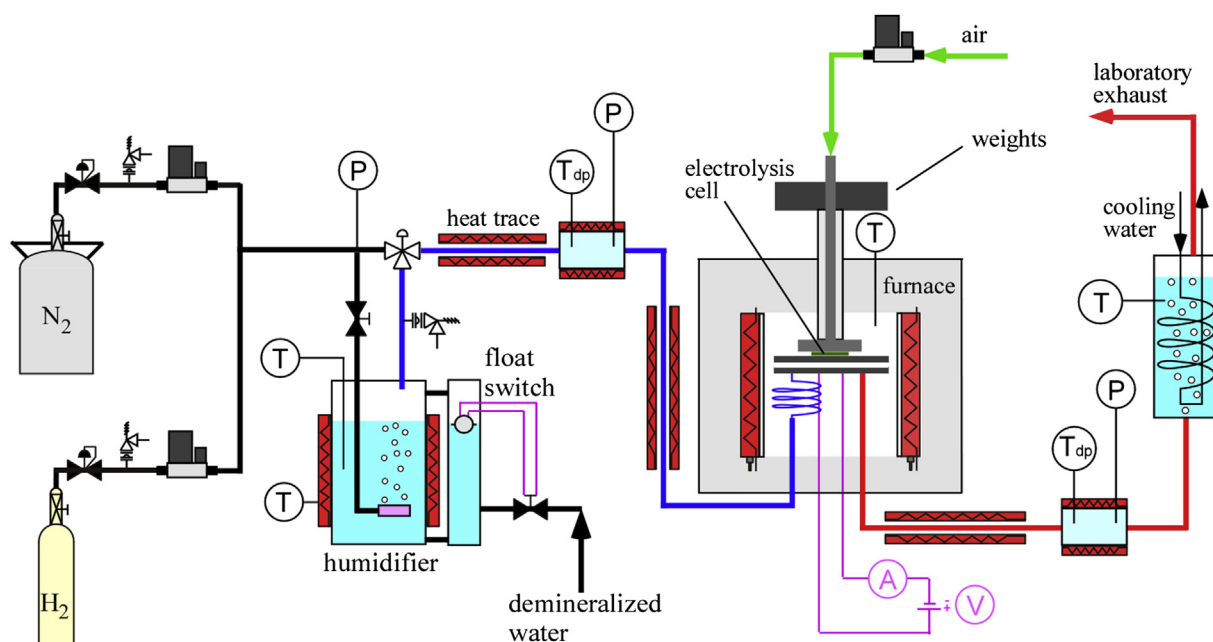 air
laboratory
exhaust
P
weights
P
T dp
electrolysis
cell
heat trace
T
cooling
water
furnace
N2
T
T
float
switch
P
T
T dp
humidifier
H2
demineralized
water
A
- +
V